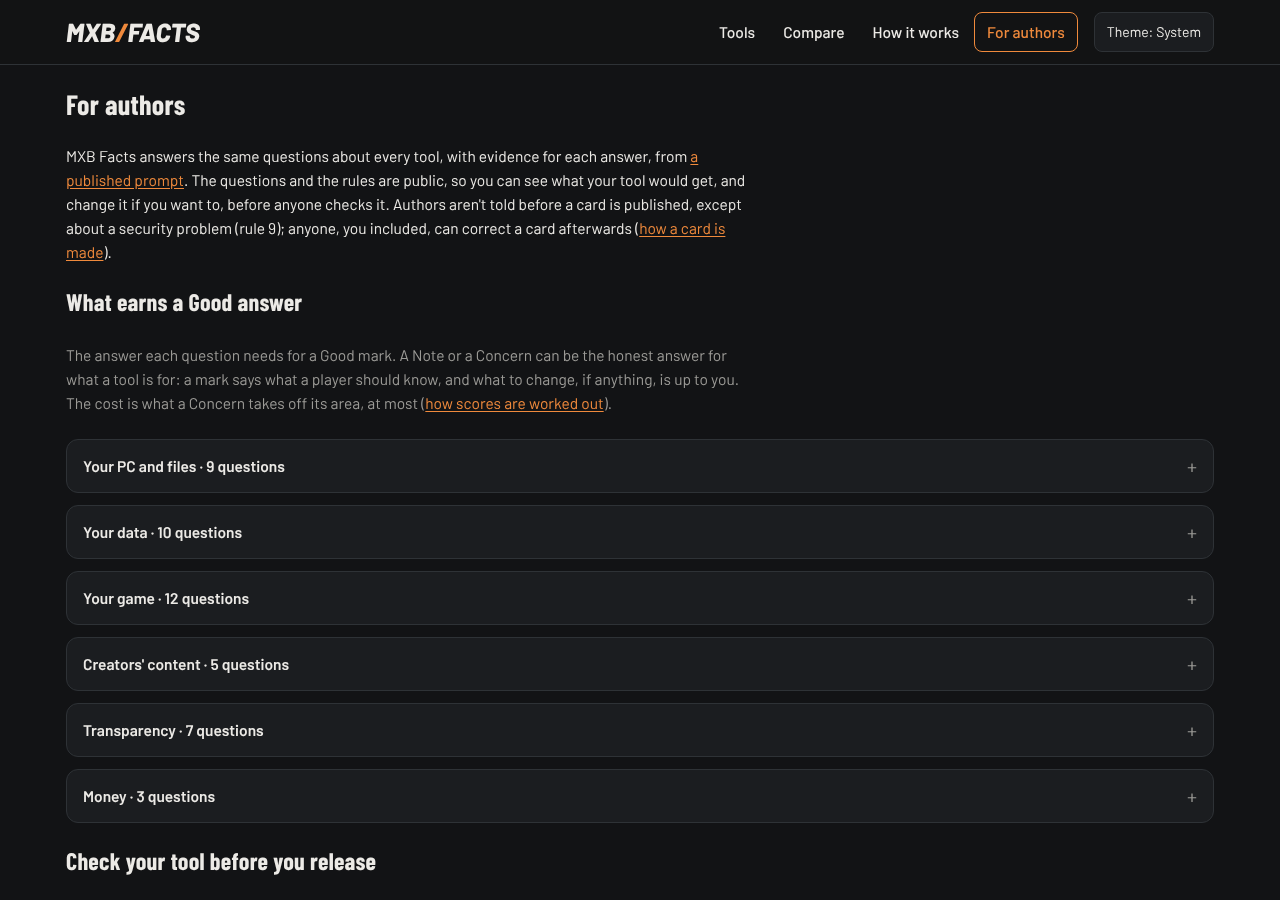 MXB/FACTS
Tools
Compare
How it works
For authors
Theme: System
For authors
MXB Facts answers the same questions about every tool, with evidence for each answer, from a
published prompt. The questions and the rules are public, so you can see what your tool would get, and
change it if you want to, before anyone checks it. Authors aren't told before a card is published, except
about a security problem (rule 9); anyone, you included, can correct a card afterwards (how a card is
made).
What earns a Good answer
The answer each question needs for a Good mark. A Note or a Concern can be the honest answer for
what a tool is for: a mark says what a player should know, and what to change, if anything, is up to you.
The cost is what a Concern takes off its area, at most (how scores are worked out).
Your PC and files · 9 questions
+
Your data · 10 questions
+
Your game · 12 questions
+
Creators' content · 5 questions
+
Transparency · 7 questions
+
Money · 3 questions
+
Check your tool before you release